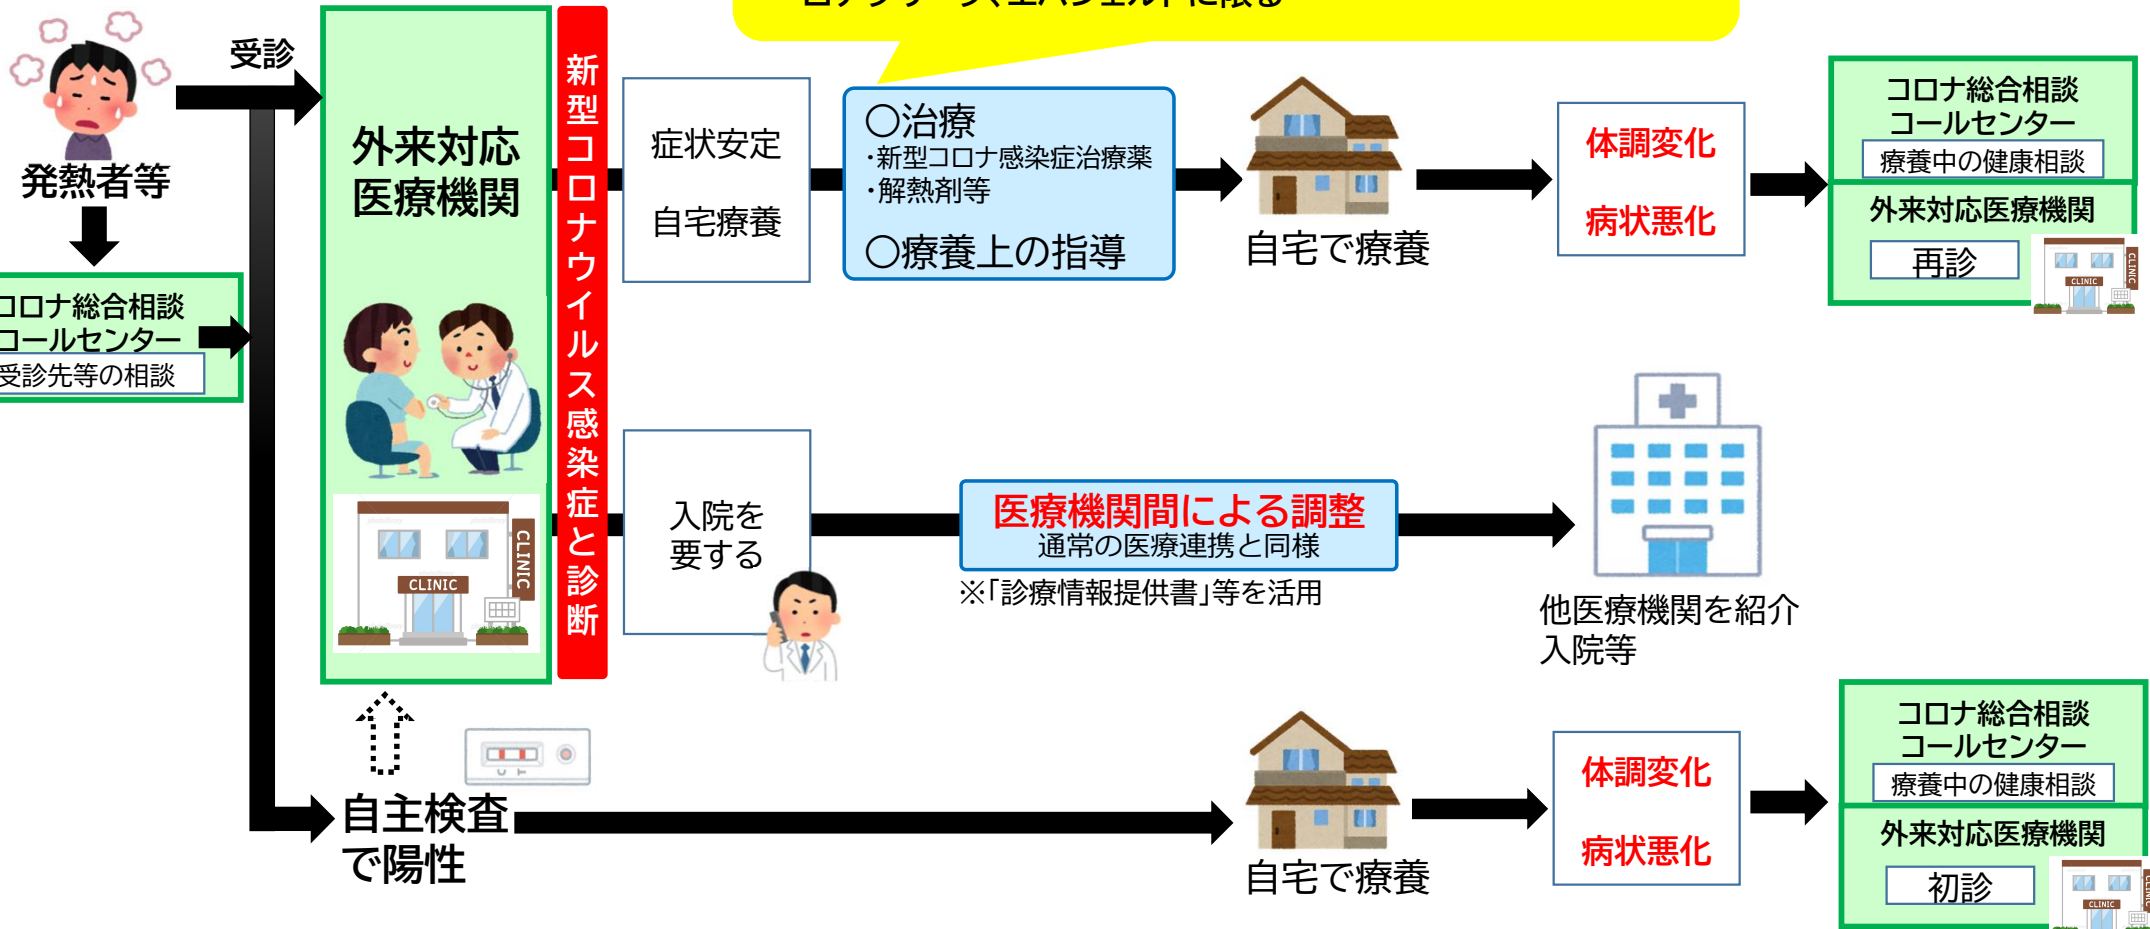 受診
発熱者等
コロナ総合相談
コールセンター
受診先等の相談
外来対応
医療機関
CLINIC
CLINIC
新型コロナウイルス感染症と診断
症状安定
自宅療養
○治療
・新型コロナ感染症治療薬
・解熱剤等
○療養上の指導
自宅で療養
体調変化
病状悪化
コロナ総合相談
コールセンター
療養中の健康相談
外来対応医療機関
再診
CLINIC
CLINIC
入院を
要する
医療機関間による調整
通常の医療連携と同様
※「診療情報提供書」等を活用
他医療機関を紹介
入院等
自主検査
で陽性
C T
自宅で療養
体調変化
病状悪化
コロナ総合相談
コールセンター
療養中の健康相談
外来対応医療機関
初診
CLINIC
CLINIC